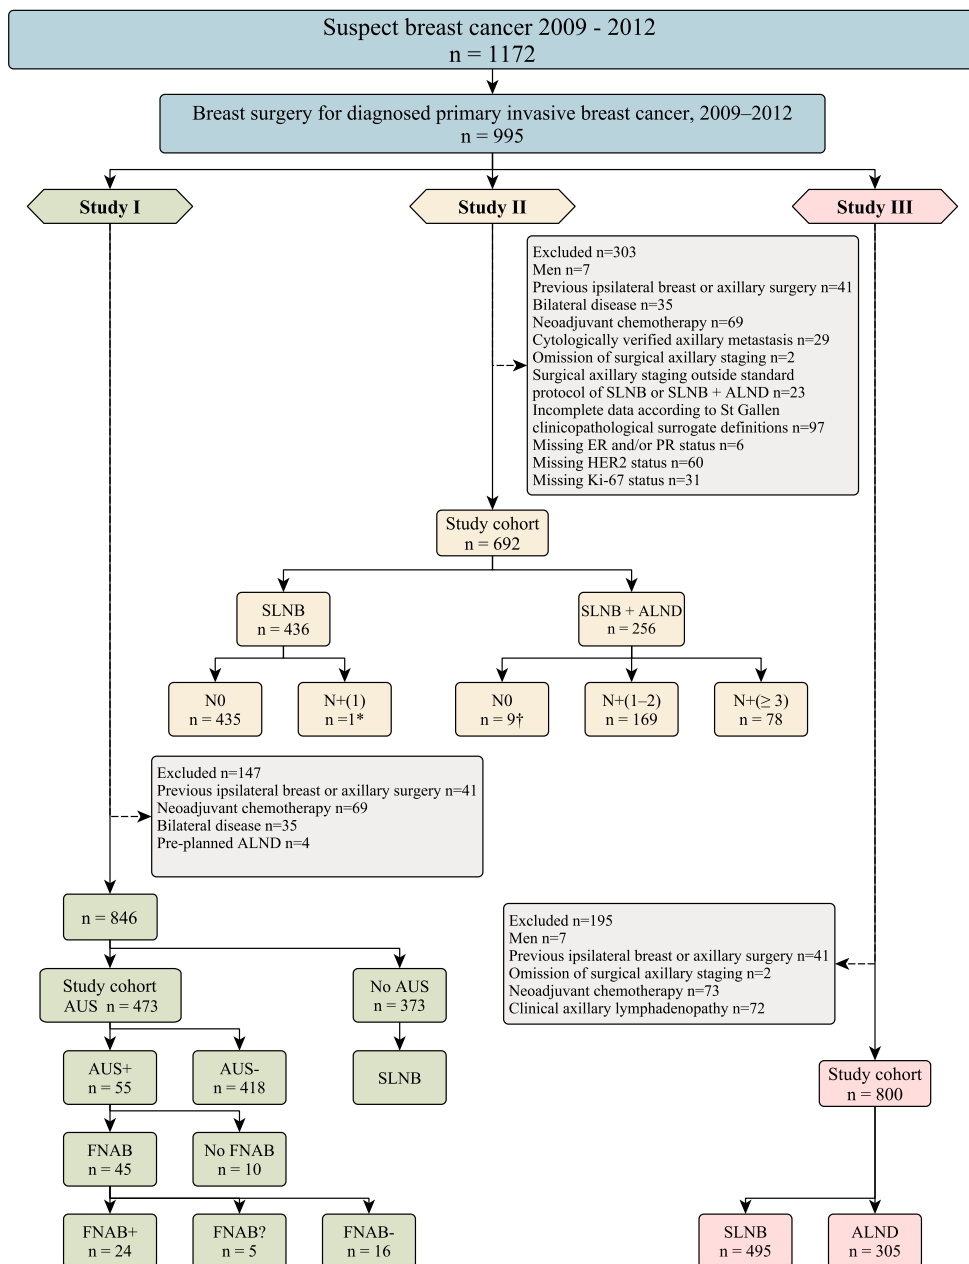 Suspect breast cancer 2009 - 2012
n = 1172
Breast surgery for diagnosed primary invasive breast cancer, 2009–2012
n = 995
Study I
Study II
Study III
Excluded n=303
Men n=7
Previous ipsilateral breast or axillary surgery n=41
Bilateral disease n=35
Neoadjuvant chemotherapy n=69
Cytologically verified axillary metastasis n=29
Omission of surgical axillary staging n=2
Surgical axillary staging outside standard
protocol of SLNB or SLNB + ALND n=23
Incomplete data according to St Gallen
clinicopathological surrogate definitions n=97
Missing ER and/or PR status n=6
Missing HER2 status n=60
Missing Ki-67 status n=31
Study cohort
n = 692
SLNB
n = 436
SLNB + ALND
n = 256
N0
n = 435
N+(1)
n =1*
N0
n = 9†
N+(1–2)
n = 169
N+(≥ 3)
n = 78
Excluded n=147
Previous ipsilateral breast or axillary surgery n=41
Neoadjuvant chemotherapy n=69
Bilateral disease n=35
Pre-planned ALND n=4
n = 846
Excluded n=195
Men n=7
Previous ipsilateral breast or axillary surgery n=41
Omission of surgical axillary staging n=2
Neoadjuvant chemotherapy n=73
Clinical axillary lymphadenopathy n=72
Study cohort
AUS n = 473
No AUS
n = 373
AUS+
n = 55
AUS-
n = 418
SLNB
Study cohort
n = 800
FNAB
n = 45
No FNAB
n = 10
FNAB+
n = 24
FNAB?
n = 5
FNAB-
n = 16
SLNB
n = 495
ALND
n = 305